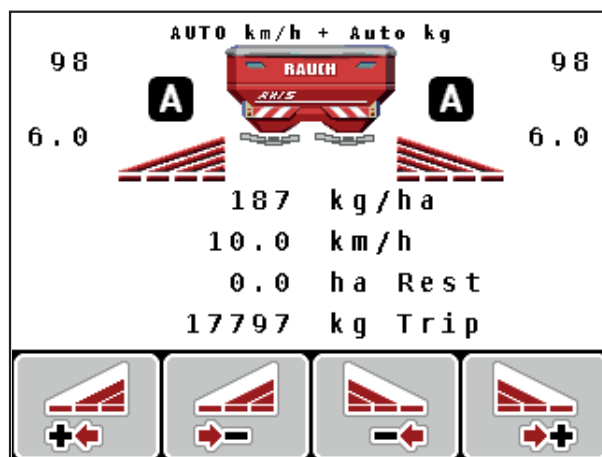 AUTO km/h + Auto kg
98 98
RAUCH
AXIS
A A
6.0 6.0
187 kg/ha
10.0 km/h
0.0 ha Rest
17797 kg Trip